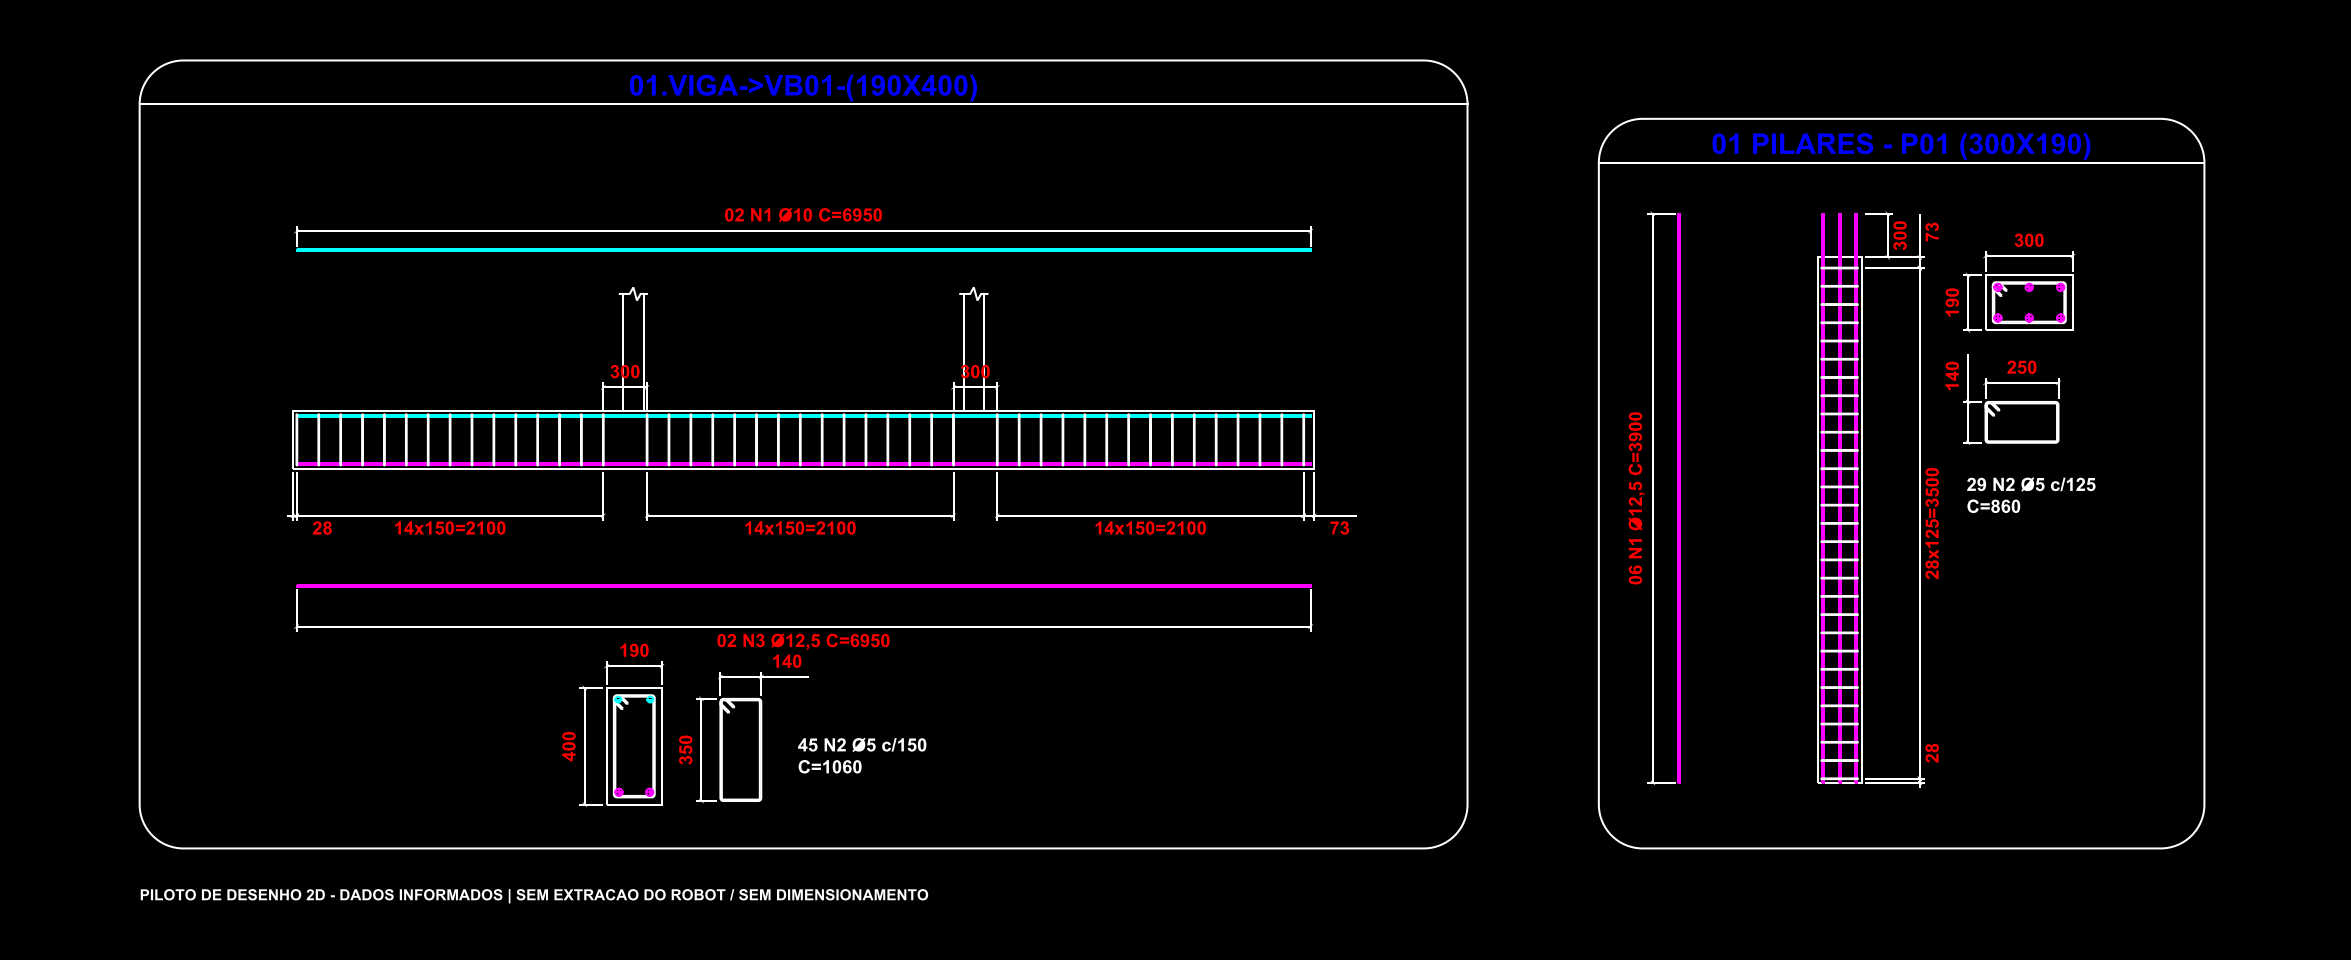 01.VIGA->VB01-(190X400)
02 N1 Ø10 C=6950
300
300
28
14x150=2100
14x150=2100
14x150=2100
73
02 N3 Ø12,5 C=6950
190
140
400
350
45 N2 Ø5 c/150
C=1060
01 PILARES - P01 (300X190)
06 N1 Ø12,5 C=3900
300
73
28x125=3500
28
300
190
250
140
29 N2 Ø5 c/125
C=860
PILOTO DE DESENHO 2D - DADOS INFORMADOS | SEM EXTRACAO DO ROBOT / SEM DIMENSIONAMENTO